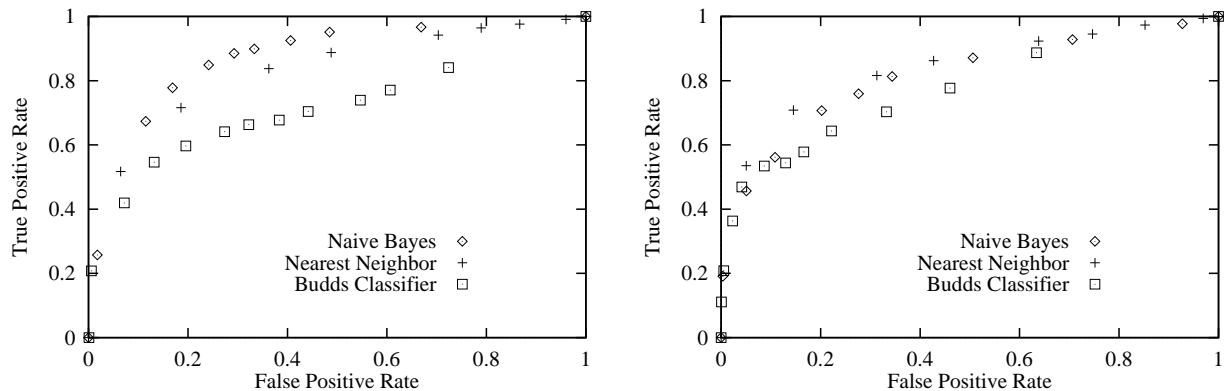 1
0.8
0.6
0.4
0.2
0
0 0.2 0.4 0.6 0.8 1
True Positive Rate
False Positive Rate
Naive Bayes
Nearest Neighbor
Budds Classifier
1
0.8
0.6
0.4
0.2
0
0 0.2 0.4 0.6 0.8 1
True Positive Rate
False Positive Rate
Naive Bayes
Nearest Neighbor
Budds Classifier